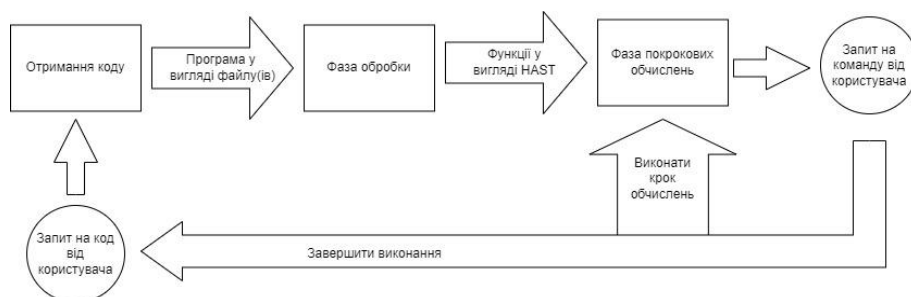 Отримання коду
Програма у
вигляді файлу(ів)
Фаза обробки
Функції у
вигляді HAST
Фаза покрокових
обчислень
Запит на
команду від
користувача
Виконати
крок
обчислень
Запит на код
від
користувача
Завершити виконання